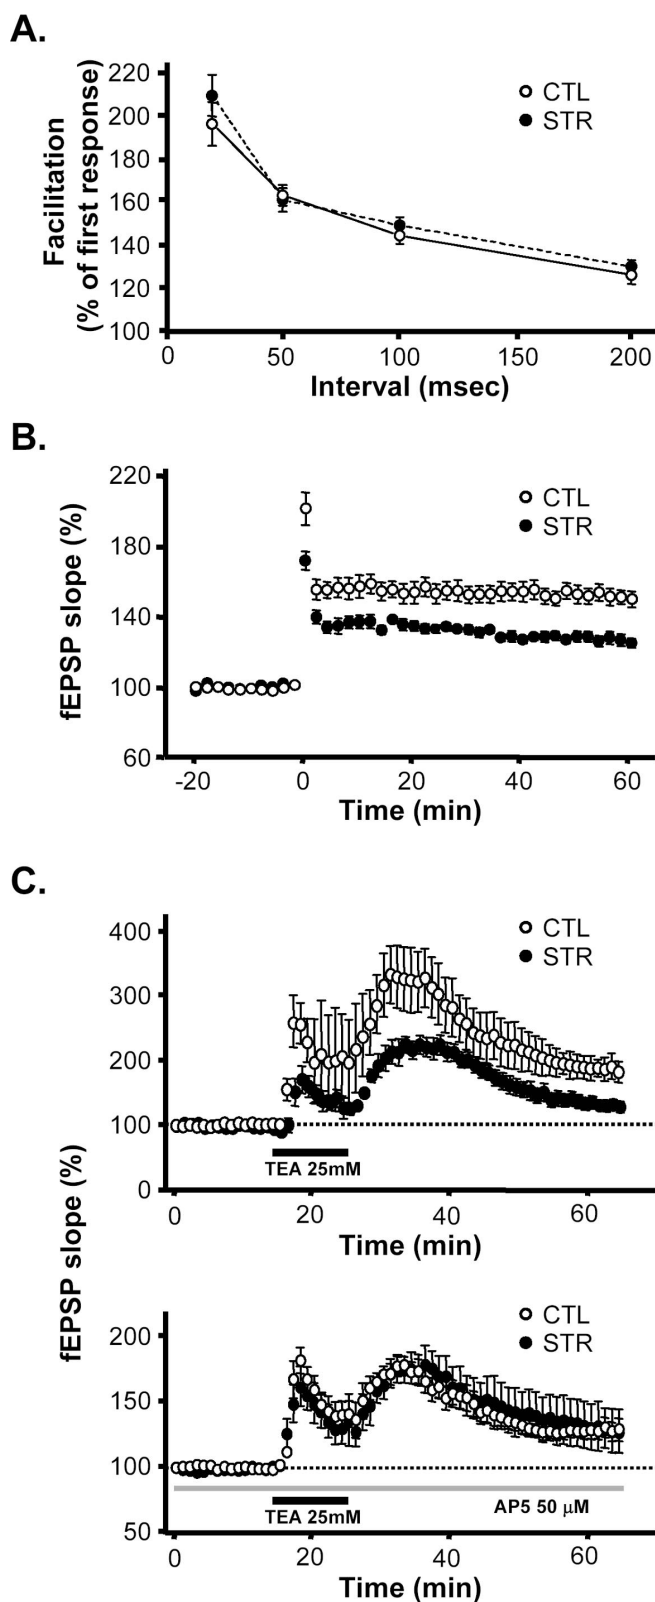 A.
Facilitation
(% of first response)
220
200
180
160
140
120
100
0
50
100
150
200
Interval (msec)
CTL
STR
B.
fEPSP slope (%)
220
180
140
100
60
-20
0
20
40
60
Time (min)
CTL
STR
C.
fEPSP slope (%)
400
300
200
100
0
CTL
STR
TEA 25mM
0
20
40
60
Time (min)
200
150
100
50
CTL
STR
AP5 50 µM
TEA 25mM
0
20
40
60
Time (min)